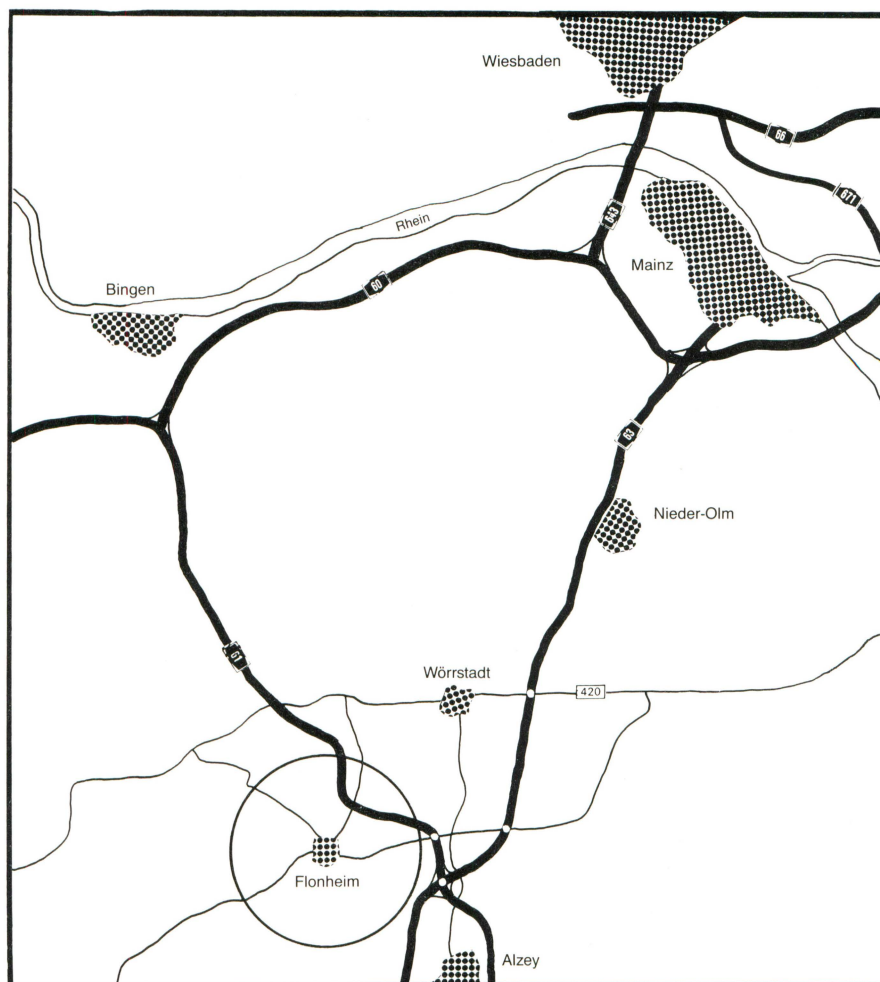 Wiesbaden
66
671
643
Rhein
Mainz
60
Bingen
63
Nieder-Olm
61
Wörrstadt
420
Flonheim
Alzey